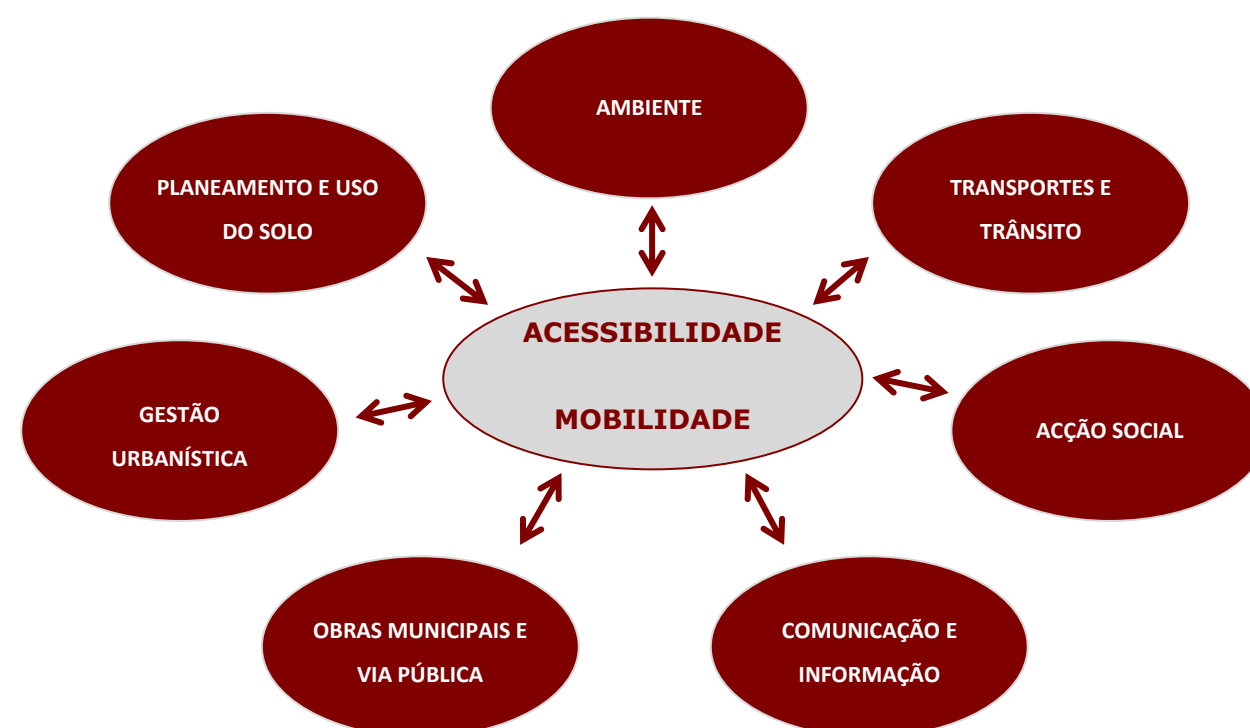 AMBIENTE
PLANEAMENTO E USO
DO SOLO
TRANSPORTES E
TRÂNSITO
ACESSIBILIDADE
MOBILIDADE
GESTÃO
URBANÍSTICA
ACÇÃO SOCIAL
OBRAS MUNICIPAIS E
VIA PÚBLICA
COMUNICAÇÃO E
INFORMAÇÃO